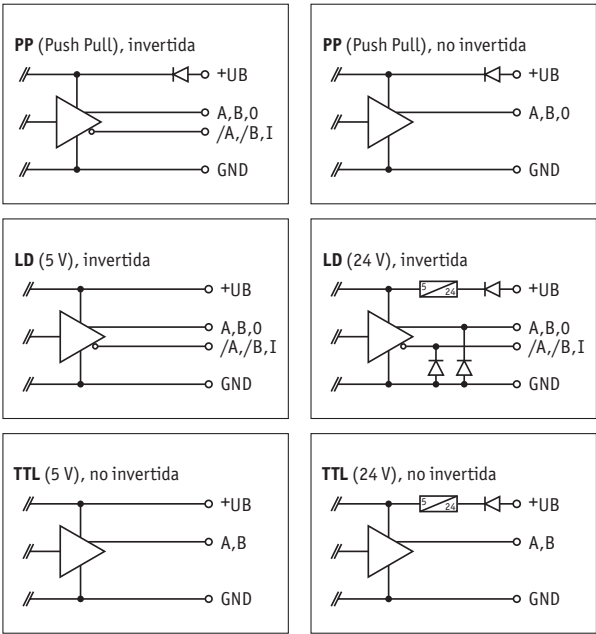 PP (Push Pull), invertida
+UB
A,B,0
/A,/B,I
GND
PP (Push Pull), no invertida
+UB
A,B,0
GND
LD (5 V), invertida
+UB
A,B,0
/A,/B,I
GND
LD (24 V), invertida
5 24
+UB
A,B,0
/A,/B,I
GND
TTL (5 V), no invertida
+UB
A,B
GND
TTL (24 V), no invertida
5 24
+UB
A,B
GND